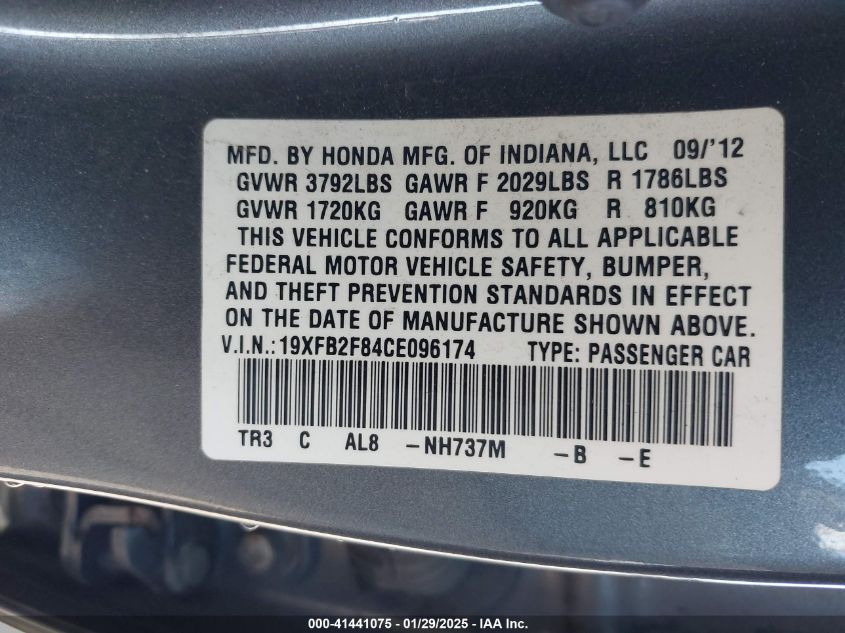 MFD. BY HONDA MFG. OF INDIANA, LLC 09/'12
GVWR 3792LBS GAWR F 2029LBS R 1786LBS
GVWR 1720KG GAWR F 920KG R 810KG
THIS VEHICLE CONFORMS TO ALL APPLICABLE
FEDERAL MOTOR VEHICLE SAFETY, BUMPER,
AND THEFT PREVENTION STANDARDS IN EFFECT
ON THE DATE OF MANUFACTURE SHOWN ABOVE.
V.I.N.:19XFB2F84CE096174 TYPE: PASSENGER CAR
TR3 C AL8 -NH737M -B -E
000-41441075 - 01/29/2025 - IAA Inc.